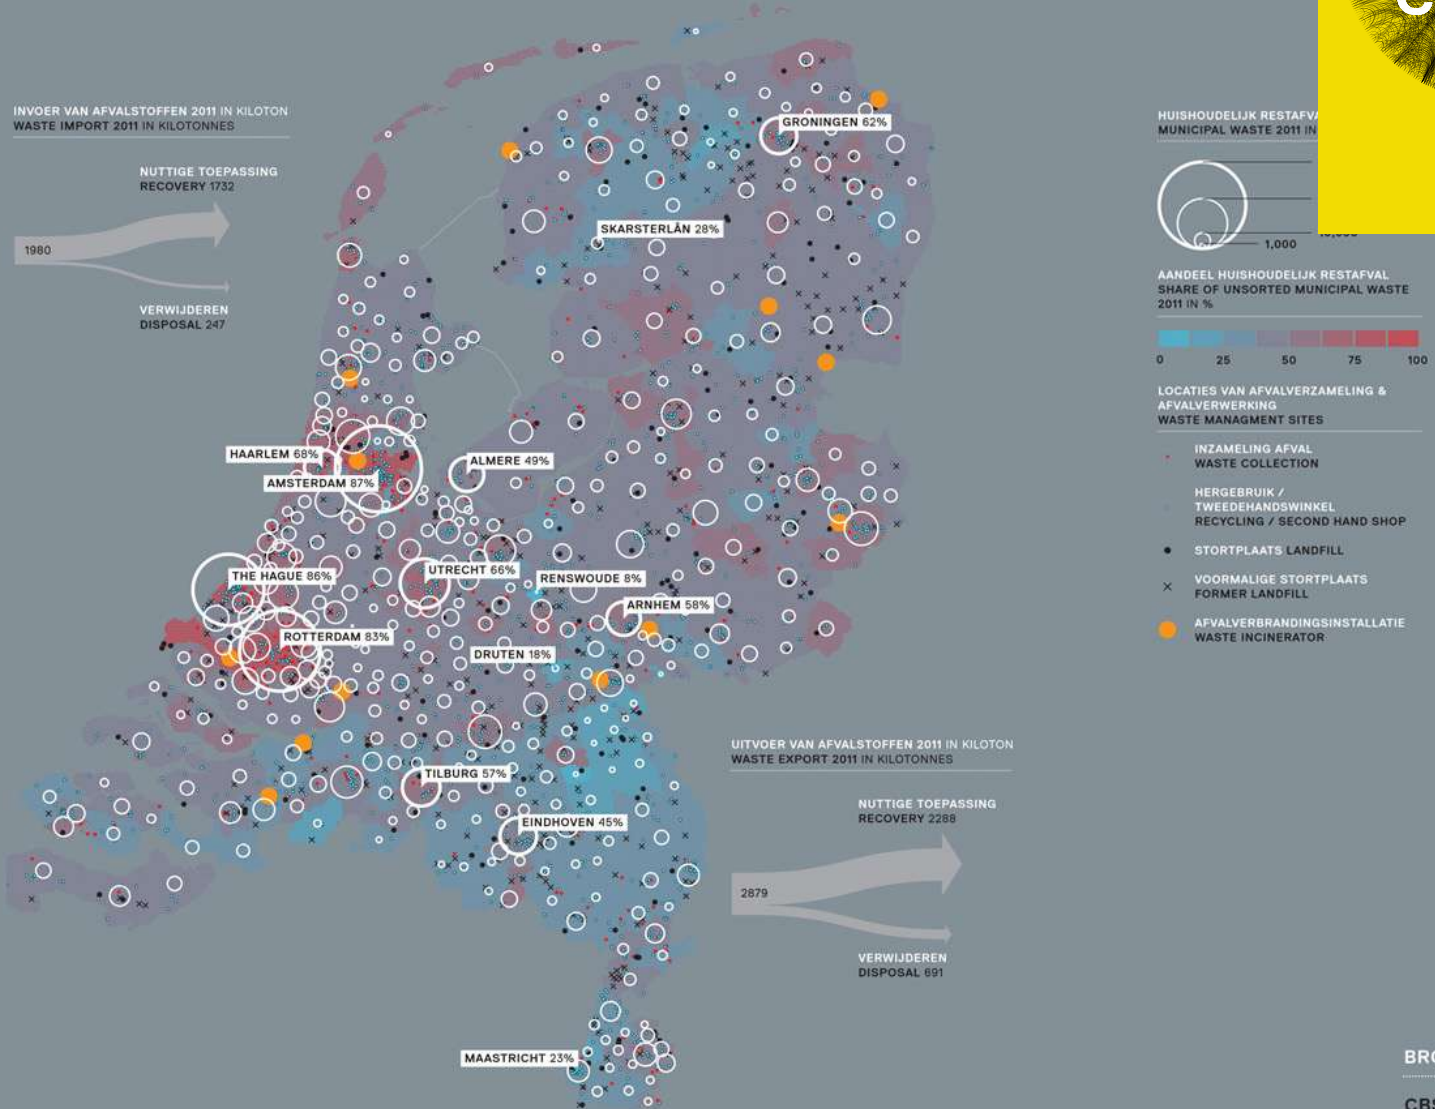 INVOER VAN AFVALSTOFFEN 2011 IN KILOTON
WASTE IMPORT 2011 IN KILOTONNES
NUTTIGE TOEPASSING
RECOVERY 1732
1980
VERWIJDEREN
DISPOSAL 247
GRONINGEN 62%
SKARSTERLÂN 28%
HAARLEM 68%
AMSTERDAM 87%
ALMERE 49%
THE HAGUE 86%
UTRECHT 66%
RENSWOUDE 8%
ARNHEM 58%
ROTTERDAM 83%
DRUTEN 18%
TILBURG 57%
EINDHOVEN 45%
MAASTRICHT 23%
UITVOER VAN AFVALSTOFFEN 2011 IN KILOTON
WASTE EXPORT 2011 IN KILOTONNES
NUTTIGE TOEPASSING
RECOVERY 2288
2879
VERWIJDEREN
DISPOSAL 691
HUISHOUDELIJK
MUNICIPAL WASTE 2011 IN
1,000
AANDEEL HUISHOUDELIJK RESTAFVAL
SHARE OF UNSORTED MUNICIPAL WASTE
2011 IN %
0 25 50 75 100
LOCATIES VAN AFVALVERZAMELING &
AFVALVERWERKING
WASTE MANAGMENT SITES
INZAMELING AFVAL
WASTE COLLECTION
HERGEBRUIK /
TWEEDEHANDSWINKEL
RECYCLING / SECOND HAND SHOP
STORTPLAATS LANDFILL
VOORMALIGE STORTPLAATS
FORMER LANDFILL
AFVALVERBRANDINGSINSTALLATIE
WASTE INCINERATOR